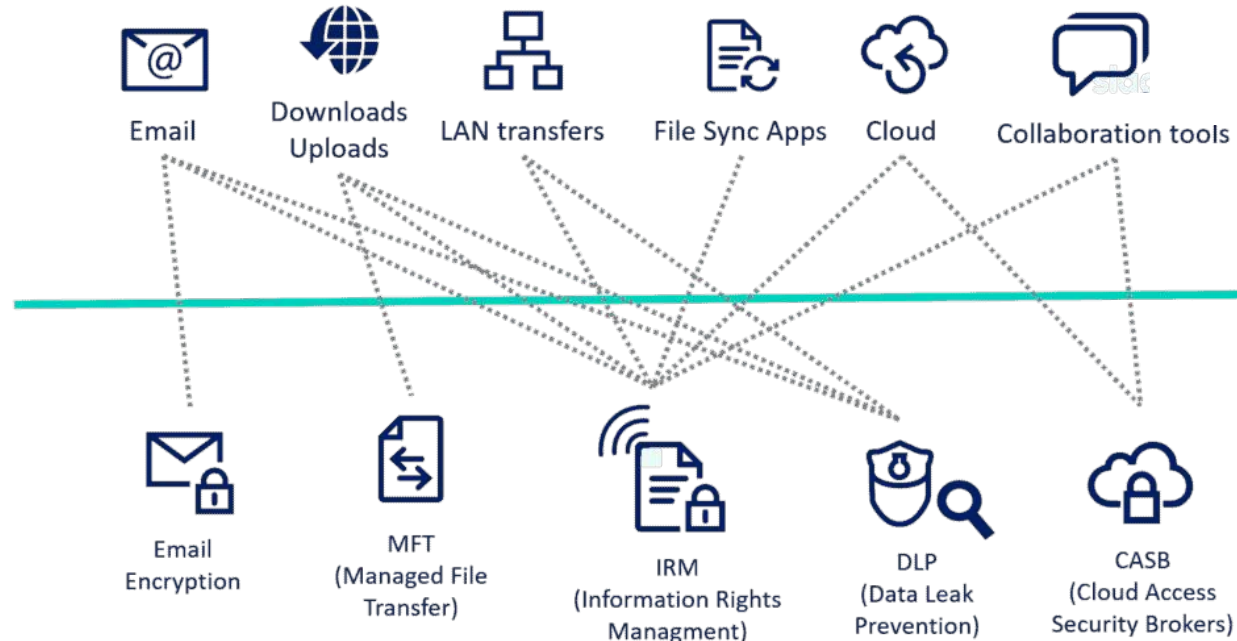 @
Email
Downloads
Uploads
LAN transfers
File Sync Apps
Cloud
Collaboration tools
Email
Encryption
MFT
(Managed File
Transfer)
IRM
(Information Rights
Managment)
DLP
(Data Leak
Prevention)
CASB
(Cloud Access
Security Brokers)